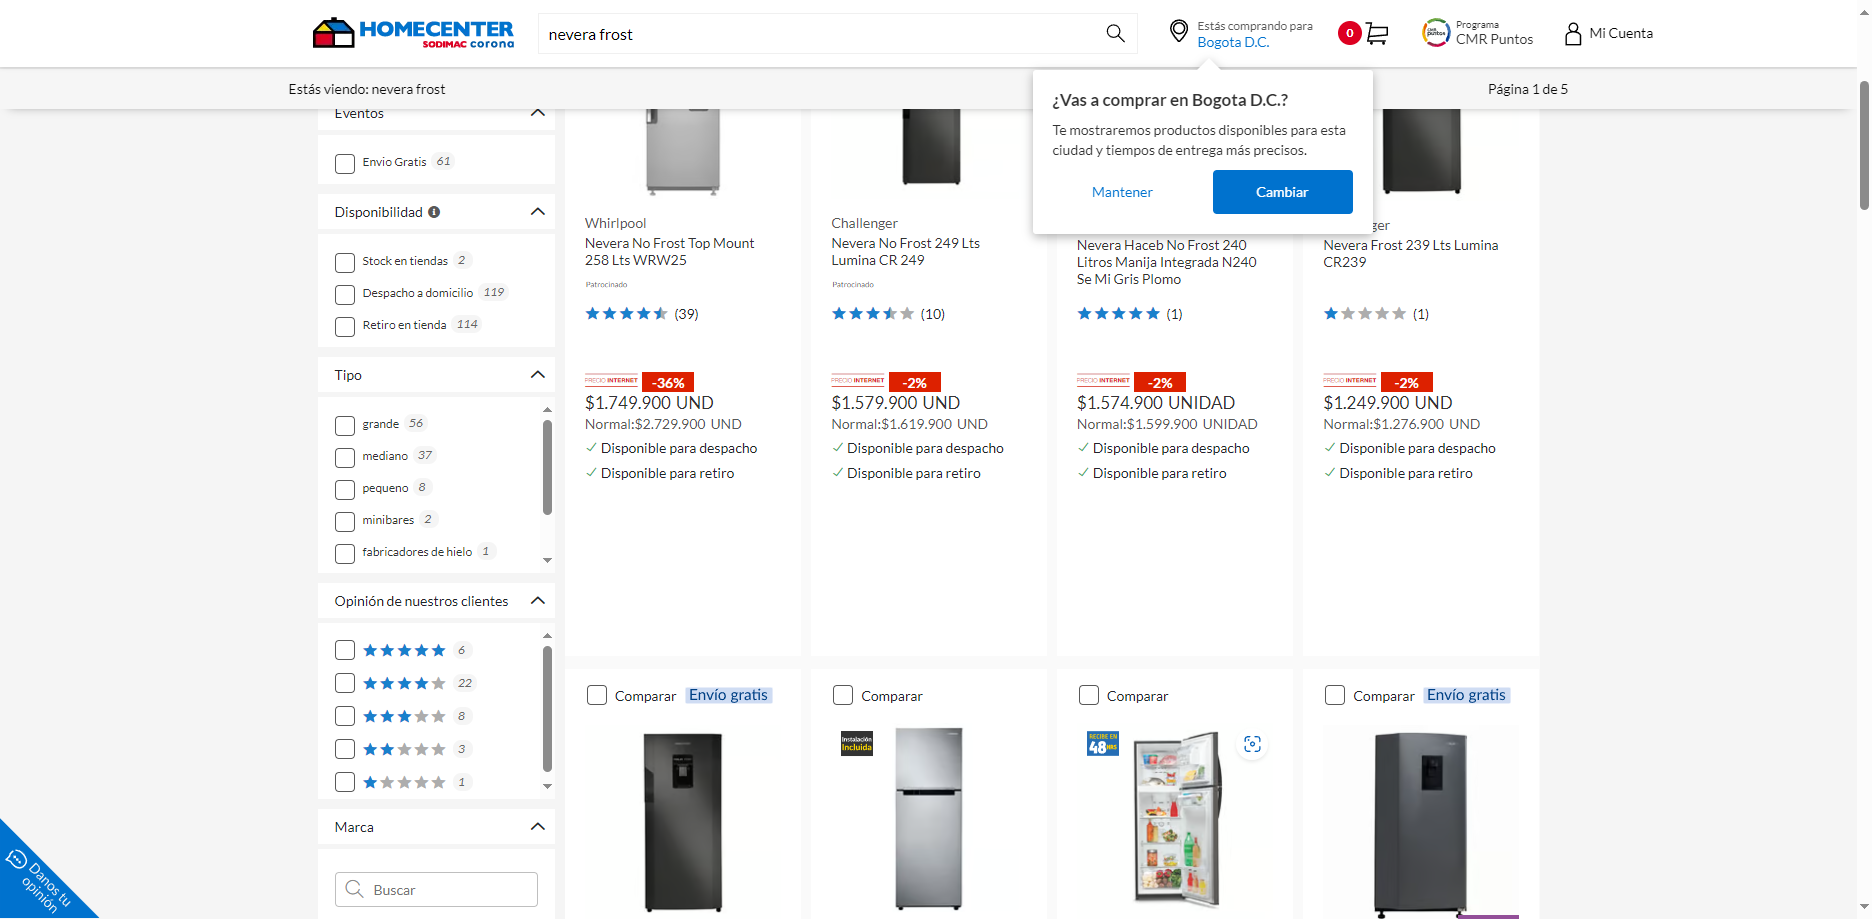 HOMECENTER
SODIMAC corona
nevera frost
Estás comprando para
Bogota D.C.
0
Programa
CMR Puntos
Mi Cuenta
Estás viendo: nevera frost
Página 1 de 5
¿Vas a comprar en Bogota D.C.?
Te mostraremos productos disponibles para esta
ciudad y tiempos de entrega más precisos.
Mantener
Cambiar
Eventos
Envio Gratis 61
Disponibilidad
Stock en tiendas 2
Despacho a domicilio 119
Retiro en tienda 114
Tipo
grande 56
mediano 37
pequeno 8
minibares 2
fabricadores de hielo 1
Opinión de nuestros clientes
6
22
8
3
1
Marca
Buscar
Danos tu
opinión
Whirlpool
Nevera No Frost Top Mount
258 Lts WRW25
Patrocinado
(39)
PRECIO INTERNET -36%
$1.749.900 UND
Normal:$2.729.900 UND
Disponible para despacho
Disponible para retiro
Challenger
Nevera No Frost 249 Lts
Lumina CR 249
Patrocinado
(10)
PRECIO INTERNET -2%
$1.579.900 UND
Normal:$1.619.900 UND
Disponible para despacho
Disponible para retiro
Nevera Haceb No Frost 240
Litros Manija Integrada N240
Se Mi Gris Plomo
(1)
PRECIO INTERNET -2%
$1.574.900 UNIDAD
Normal:$1.599.900 UNIDAD
Disponible para despacho
Disponible para retiro
ger
Nevera Frost 239 Lts Lumina
CR239
(1)
PRECIO INTERNET -2%
$1.249.900 UND
Normal:$1.276.900 UND
Disponible para despacho
Disponible para retiro
Comparar Envío gratis
Comparar
Instalación
Incluida
Comparar
RECIBE EN
48 HRS
Comparar Envío gratis